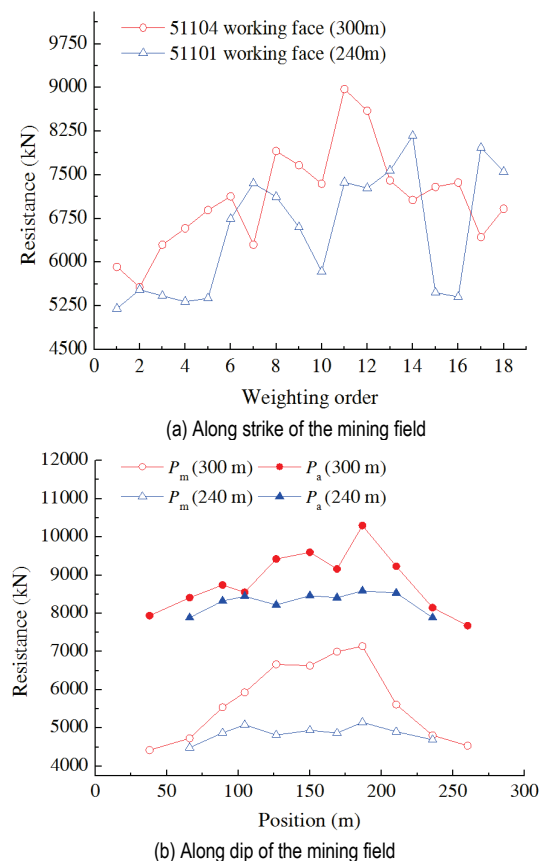 51104 working face (300m)
51101 working face (240m)
9750
9000
8250
7500
6750
6000
5250
4500
Resistance (kN)
0 2 4 6 8 10 12 14 16 18
Weighting order
(a) Along strike of the mining field
12000
11000
10000
9000
8000
7000
6000
5000
4000
Resistance (kN)
Pm (300 m) Pa (300 m)
Pm (240 m) Pa (240 m)
0 50 100 150 200 250 300
Position (m)
(b) Along dip of the mining field